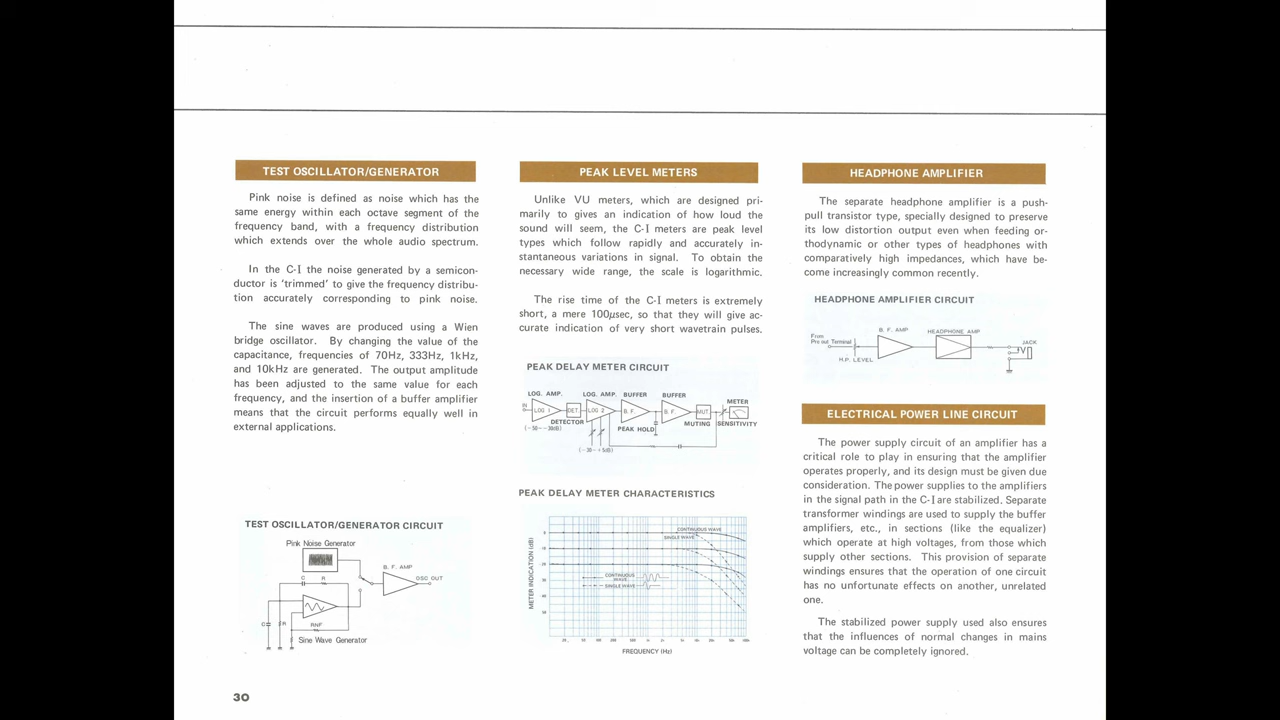 TEST OSCILLATOR/GENERATOR
Pink noise is defined as noise which has the
same energy within each octave segment of the
frequency band, with a frequency distribution
which extends over the whole audio spectrum.
In the C-I the noise generated by a semicon-
ductor is ‘trimmed’ to give the frequency distribu-
tion accurately corresponding to pink noise.
The sine waves are produced using a Wien
bridge oscillator. By changing the value of the
capacitance, frequencies of 70Hz, 333Hz, 1kHz,
and 10kHz are generated. The output amplitude
has been adjusted to the same value for each
frequency, and the insertion of a buffer amplifier
means that the circuit performs equally well in
external applications.
TEST OSCILLATOR/GENERATOR CIRCUIT
Pink Noise Generator
B. F. AMP
OSC OUT
C R
RNF
C R
Sine Wave Generator
30
PEAK LEVEL METERS
Unlike VU meters, which are designed pri-
marily to gives an indication of how loud the
sound will seem, the C-I meters are peak level
types which follow rapidly and accurately in-
stantaneous variations in signal. To obtain the
necessary wide range, the scale is logarithmic.
The rise time of the C-I meters is extremely
short, a mere 100μsec, so that they will give ac-
curate indication of very short wavetrain pulses.
PEAK DELAY METER CIRCUIT
LOG. AMP. LOG. AMP. BUFFER BUFFER
METER
IN LOG 1 DET. LOG 2 B. F. B. F. MUT.
DETECTOR PEAK HOLD MUTING SENSITIVITY
(−50~−30dB)
(−30~+5dB)
PEAK DELAY METER CHARACTERISTICS
CONTINUOUS WAVE
SINGLE WAVE
CONTINUOUS
WAVE
SINGLE WAVE
METER INDICATION (dB)
FREQUENCY (Hz)
HEADPHONE AMPLIFIER
The separate headphone amplifier is a push-
pull transistor type, specially designed to preserve
its low distortion output even when feeding or-
thodynamic or other types of headphones with
comparatively high impedances, which have be-
come increasingly common recently.
HEADPHONE AMPLIFIER CIRCUIT
B. F. AMP HEADPHONE AMP
From
Pre out Terminal
JACK
H.P. LEVEL
ELECTRICAL POWER LINE CIRCUIT
The power supply circuit of an amplifier has a
critical role to play in ensuring that the amplifier
operates properly, and its design must be given due
consideration. The power supplies to the amplifiers
in the signal path in the C-I are stabilized. Separate
transformer windings are used to supply the buffer
amplifiers, etc., in sections (like the equalizer)
which operate at high voltages, from those which
supply other sections. This provision of separate
windings ensures that the operation of one circuit
has no unfortunate effects on another, unrelated
one.
The stabilized power supply used also ensures
that the influences of normal changes in mains
voltage can be completely ignored.